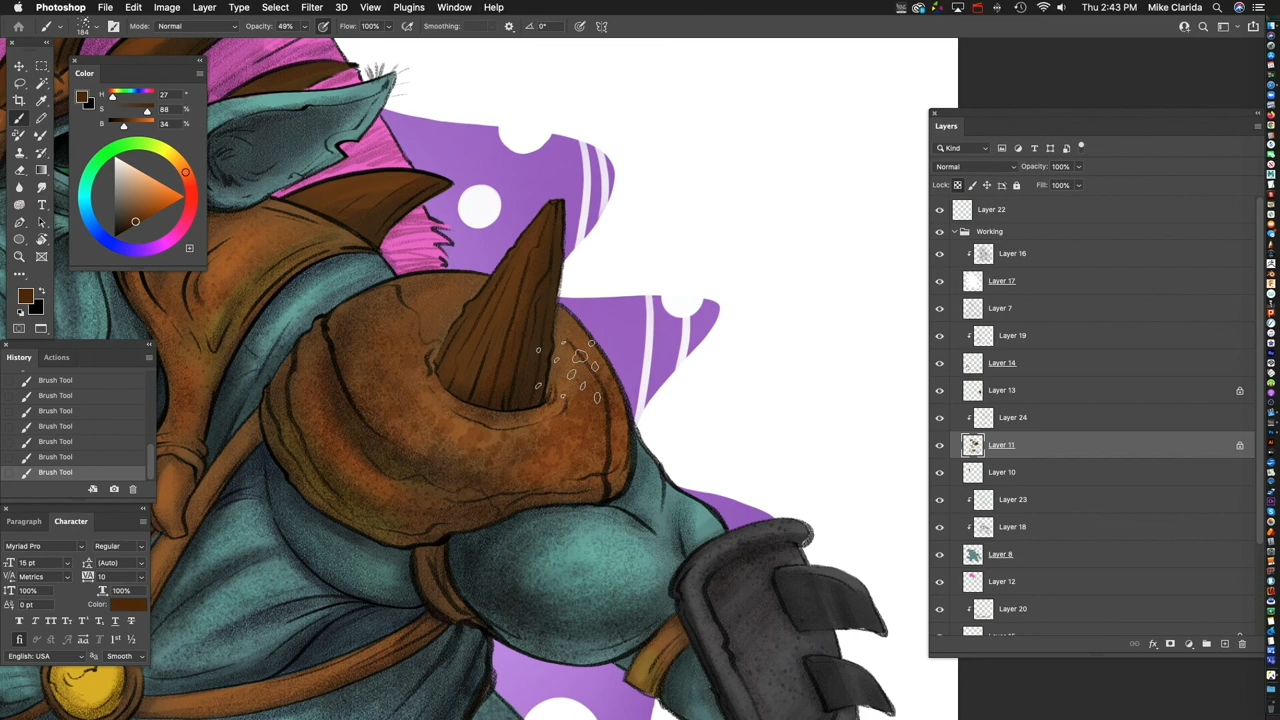 Photoshop File Edit Image Layer Type Select Filter 3D View Plugins Window Help
Thu 2:43 PM Mike Clarida
184 Mode: Normal Opacity: 49% Flow: 100% Smoothing: 0°
Color
H 27 °
S 88 %
B 34 %
History Actions
Brush Tool
Brush Tool
Brush Tool
Brush Tool
Brush Tool
Brush Tool
Brush Tool
Paragraph Character
Myriad Pro Regular
15 pt (Auto)
Metrics 10
100% 100%
0 pt Color:
English: USA Smooth
Layers
Kind
Normal Opacity: 100%
Lock: Fill: 100%
Layer 22
Working
Layer 16
Layer 17
Layer 7
Layer 19
Layer 14
Layer 13
Layer 24
Layer 11
Layer 10
Layer 23
Layer 18
Layer 8
Layer 12
Layer 20